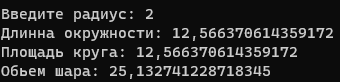 Введите радиус: 2
Длинна окружности: 12,566370614359172
Площадь круга: 12,566370614359172
Обьем шара: 25,132741228718345